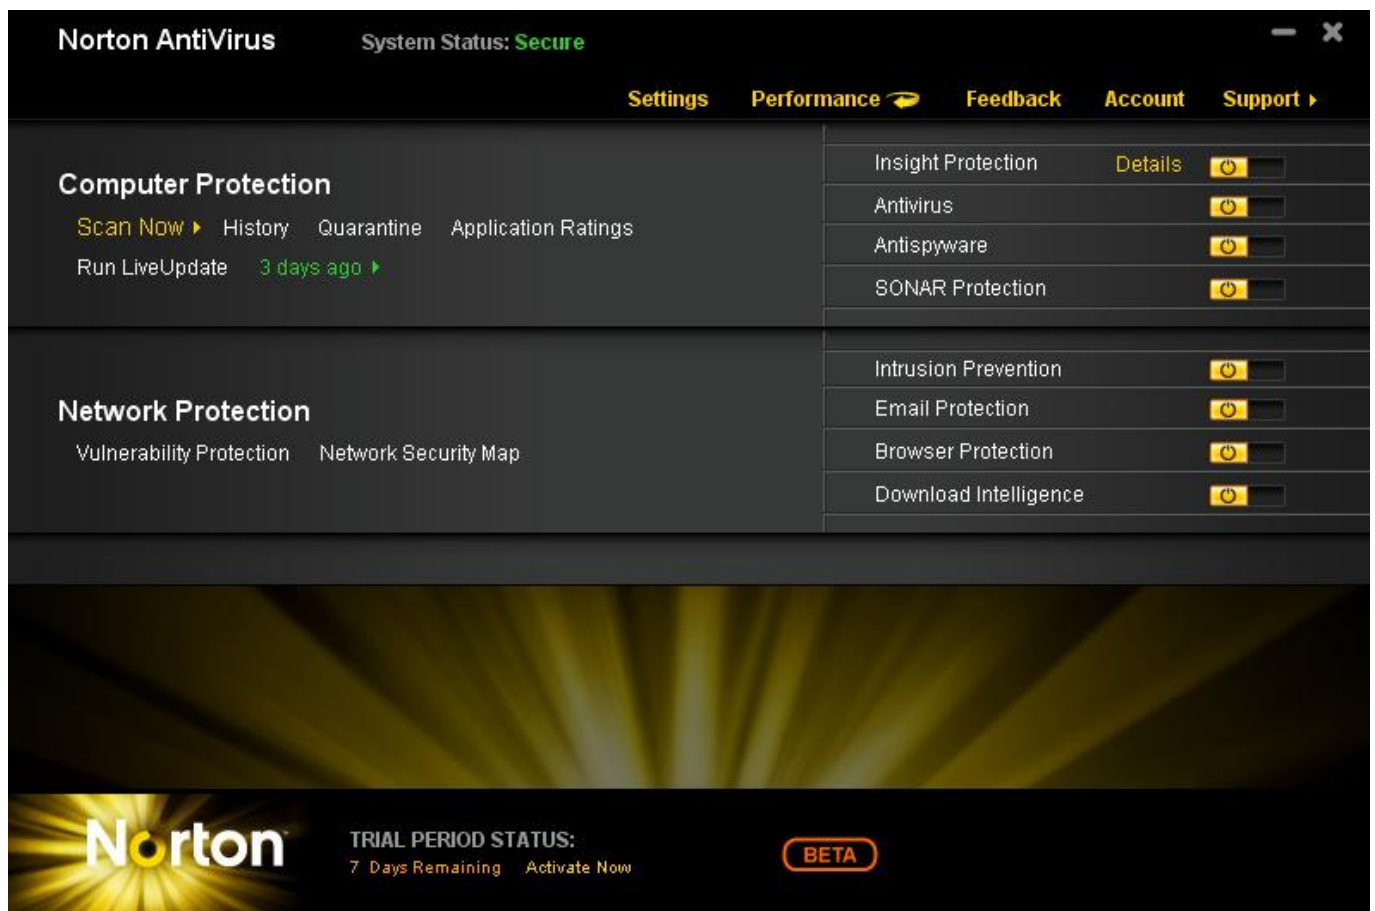 Norton AntiVirus System Status: Secure
Settings Performance Feedback Account Support
Computer Protection
Scan Now History Quarantine Application Ratings
Run LiveUpdate 3 days ago
Insight Protection Details
Antivirus
Antispyware
SONAR Protection
Network Protection
Vulnerability Protection Network Security Map
Intrusion Prevention
Email Protection
Browser Protection
Download Intelligence
Norton
TRIAL PERIOD STATUS:
7 Days Remaining Activate Now
BETA